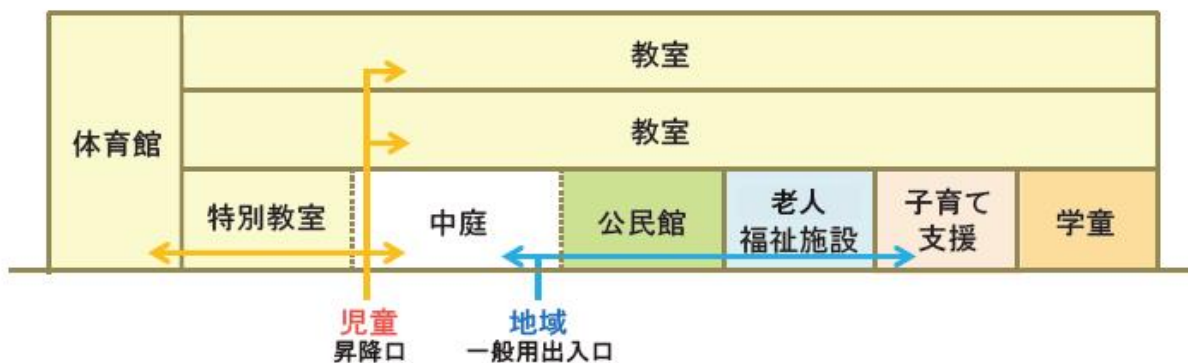 教室
教室
体育館
特別教室
中庭
公民館
老人
福祉施設
子育て
支援
学童
児童
昇降口
地域
一般用出入口